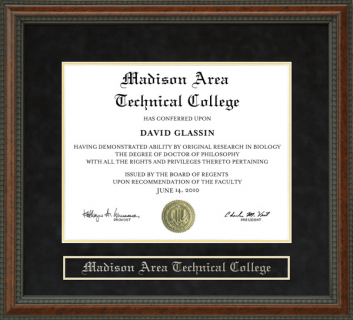 Madison Area
Technical College
HAS CONFERRED UPON
DAVID GLASSIN
HAVING DEMONSTRATED ABILITY BY ORIGINAL RESEARCH IN BIOLOGY
THE DEGREE OF DOCTOR OF PHILOSOPHY
WITH ALL THE RIGHTS AND PRIVILEGES THERETO PERTAINING
ISSUED BY THE BOARD OF REGENTS
UPON RECOMMENDATION OF THE FACULTY
JUNE 14, 2010
PROVOST
PRESIDENT
Madison Area Technical College